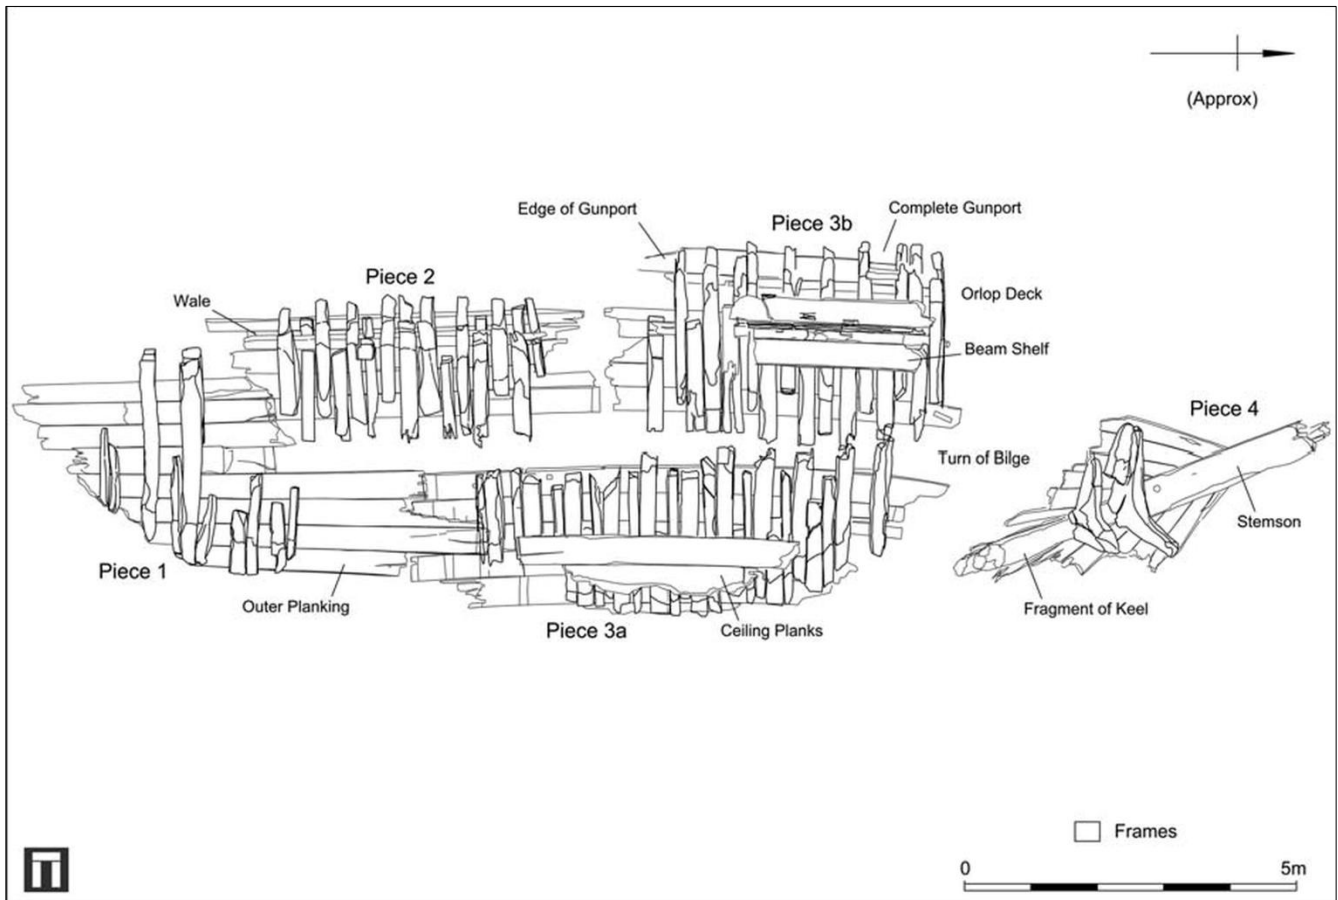 (Approx)
Edge of Gunport
Complete Gunport
Piece 3b
Piece 2
Wale
Orlop Deck
Beam Shelf
Piece 4
Turn of Bilge
Stemson
Piece 1
Outer Planking
Fragment of Keel
Piece 3a
Ceiling Planks
Frames
0
5m